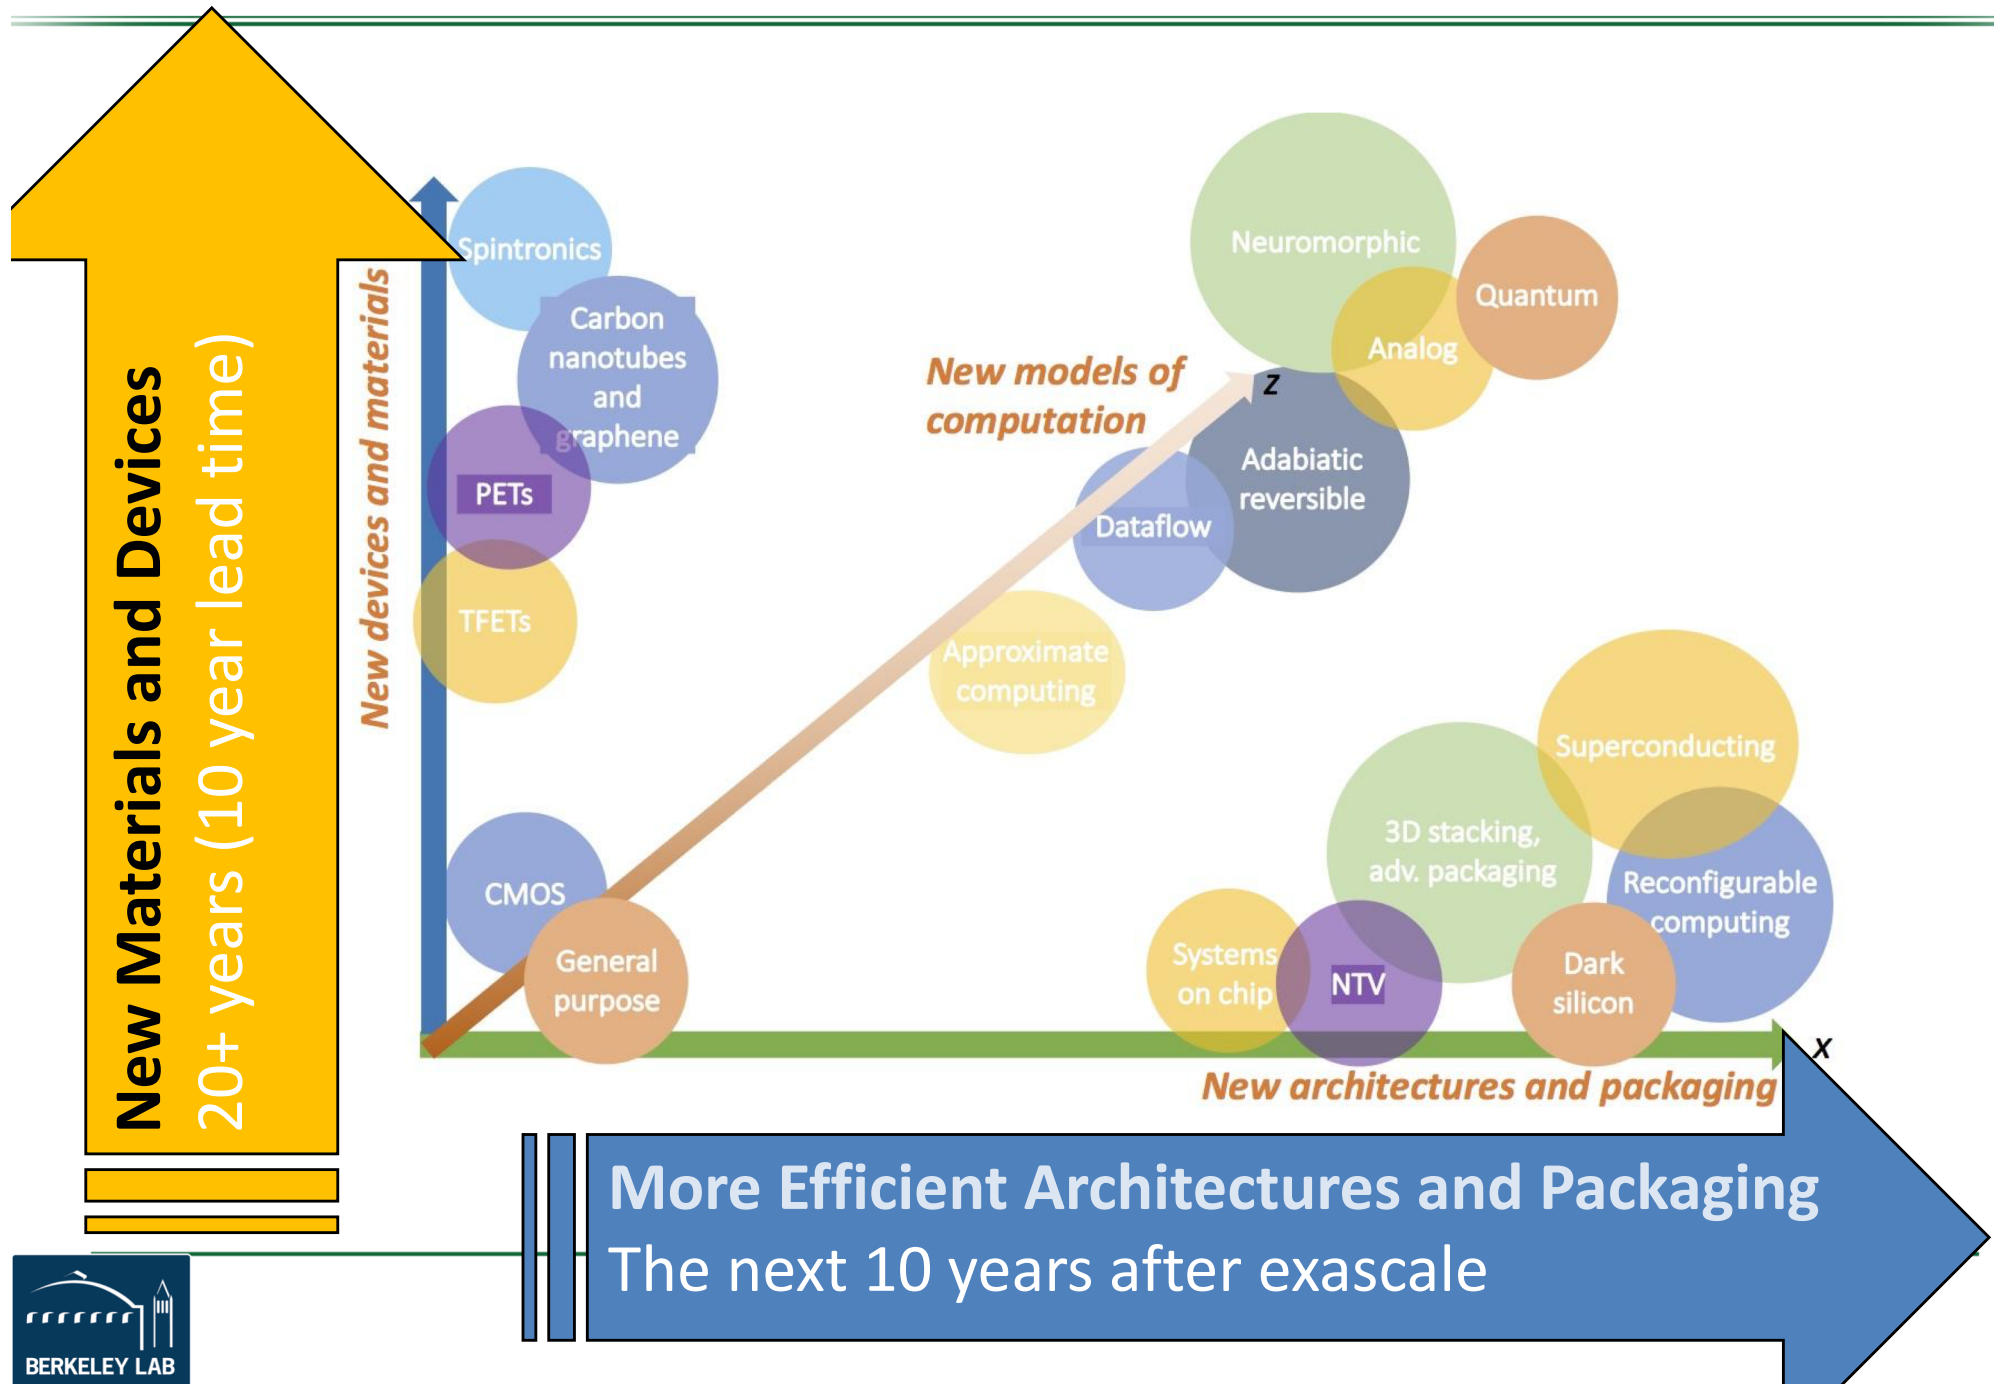 New Materials and Devices
20+ years (10 year lead time)
New devices and materials
Spintronics
Carbon
nanotubes
and
graphene
PETs
TFETs
CMOS
General
purpose
New models of
computation
z
Neuromorphic
Quantum
Analog
Adabiatic
reversible
Dataflow
Approximate
computing
Superconducting
3D stacking,
adv. packaging
Reconfigurable
computing
Systems
on chip
NTV
Dark
silicon
x
New architectures and packaging
More Efficient Architectures and Packaging
The next 10 years after exascale
BERKELEY LAB